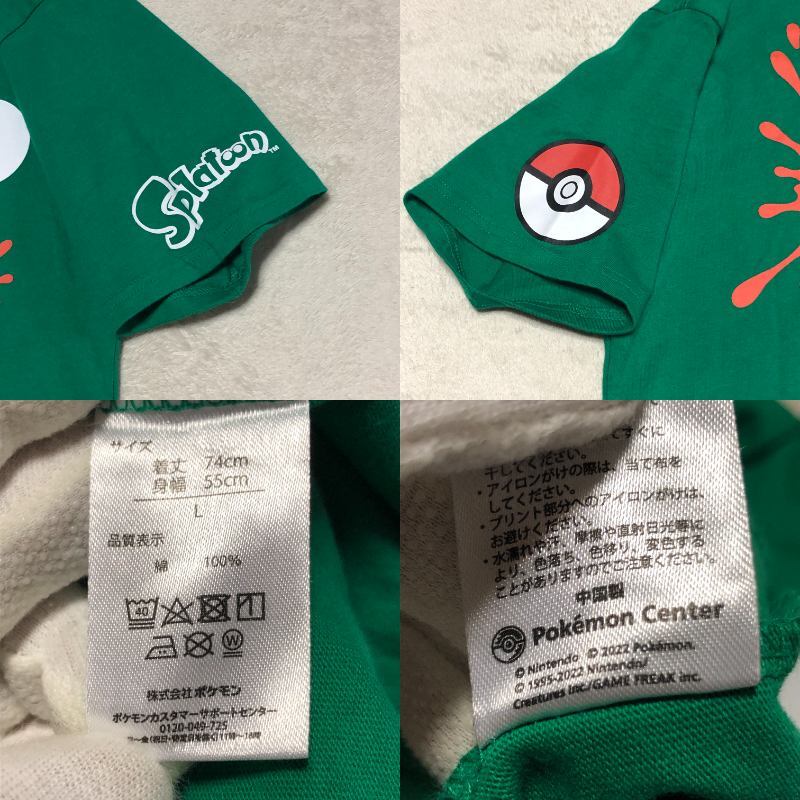 Splatoon™
サイズ
着丈 74cm
身幅 55cm
L
品質表示
綿 100%
40
W
株式会社ポケモン
ポケモンカスタマーサポートセンター
0120-049-725
干してください。
・アイロンがけの際は、当て布を
してください。
・プリント部分へのアイロンがけは、
お避けください。
・水濡れや汗、摩擦や直射日光等に
より、色落ち、色移り、変色する
ことがありますのでご注意ください。
中国製
Pokémon Center
© Nintendo © 2022 Pokémon.
© 1995-2022 Nintendo/
Creatures Inc./GAME FREAK inc.